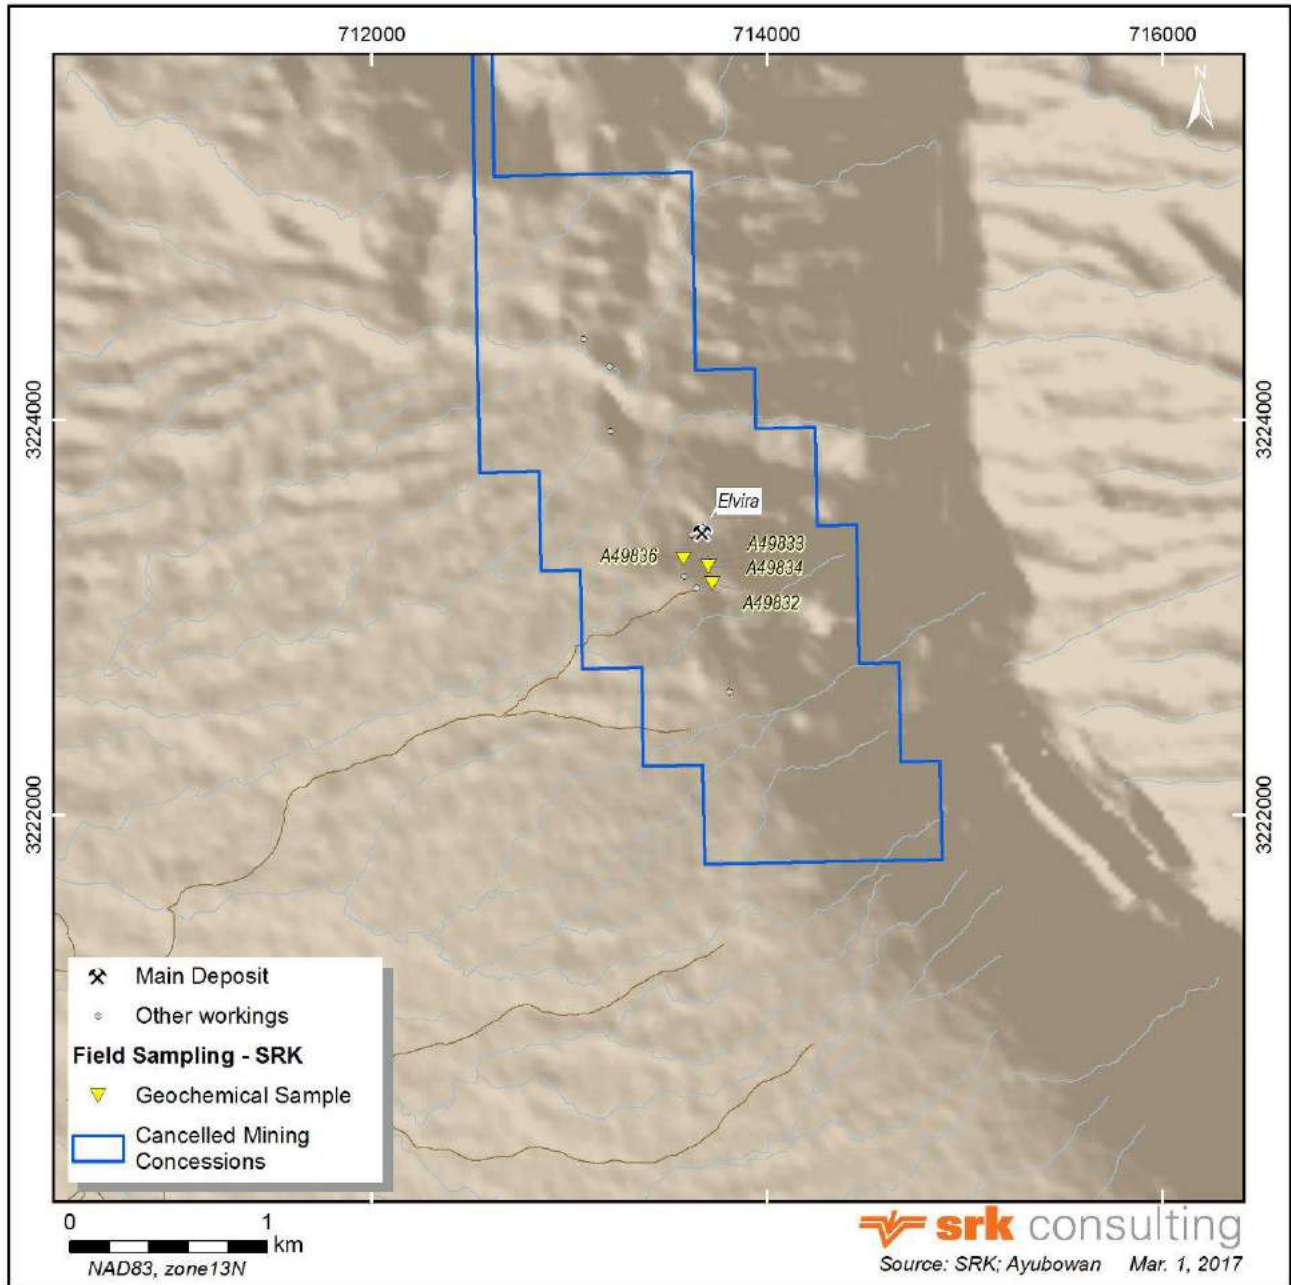 712000
714000
716000
N
3224000
3224000
Elvira
A49833
A49836
A49834
A49832
3222000
3222000
Main Deposit
Other workings
Field Sampling - SRK
Geochemical Sample
Cancelled Mining
Concessions
0 1
km
NAD83, zone13N
srk consulting
Source: SRK; Ayubowan Mar. 1, 2017